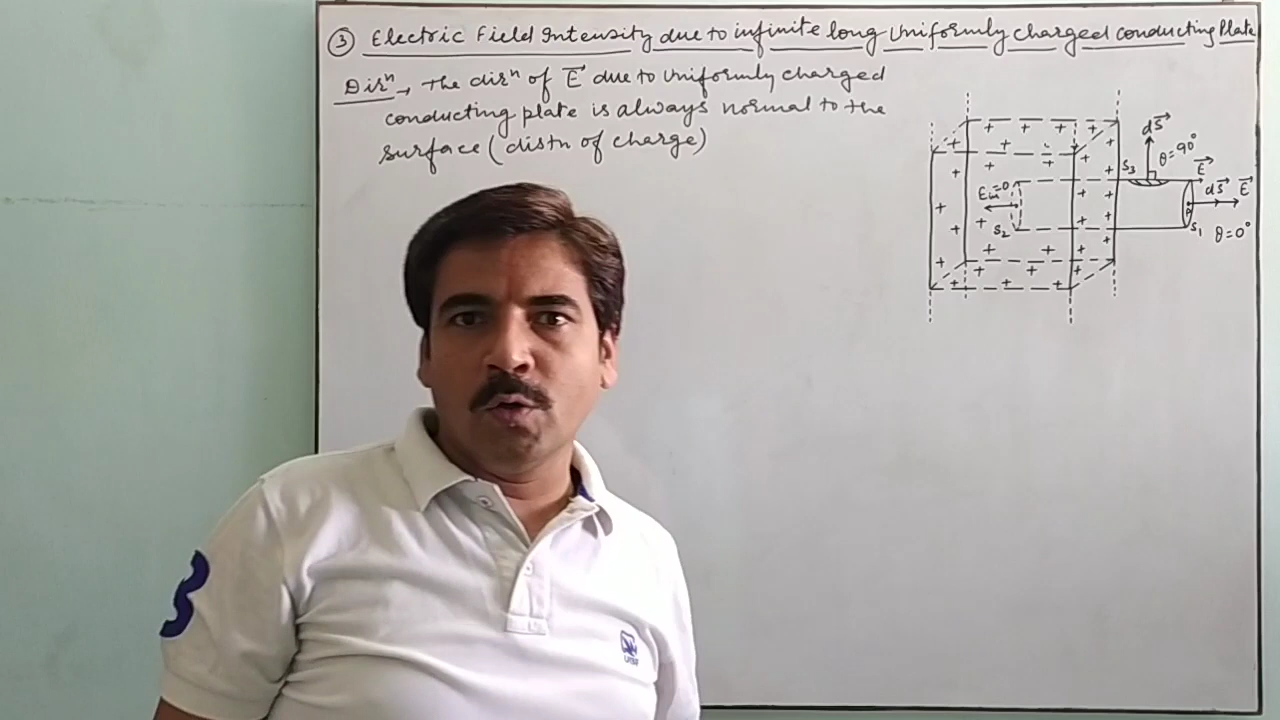 ③ Electric Field Intensity due to infinite long Uniformly charged conducting Plate
Dirⁿ → The dirⁿ of E⃗ due to Uniformly charged
conducting plate is always normal to the
surface (distn of charge)
dS⃗
θ=90°
S₃
E⃗
Ein=0
dS⃗ E⃗
P
S₂
S₁ θ=0°
3